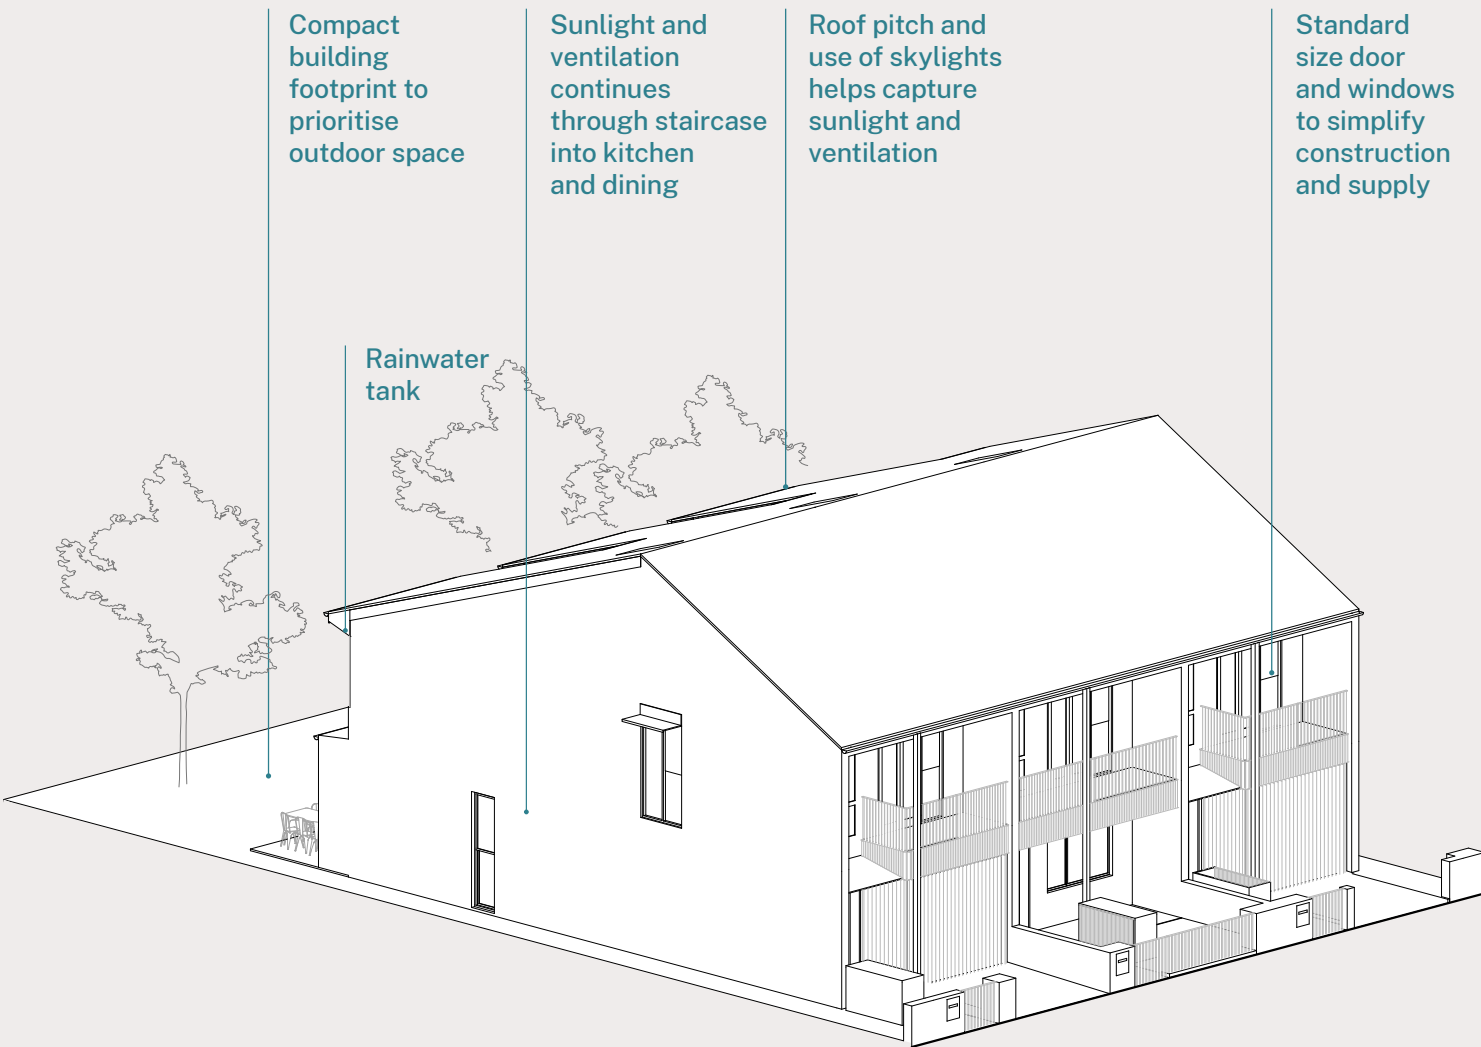 Compact
building
footprint to
prioritise
outdoor space
Sunlight and
ventilation
continues
through staircase
into kitchen
and dining
Roof pitch and
use of skylights
helps capture
sunlight and
ventilation
Standard
size door
and windows
to simplify
construction
and supply
Rainwater
tank